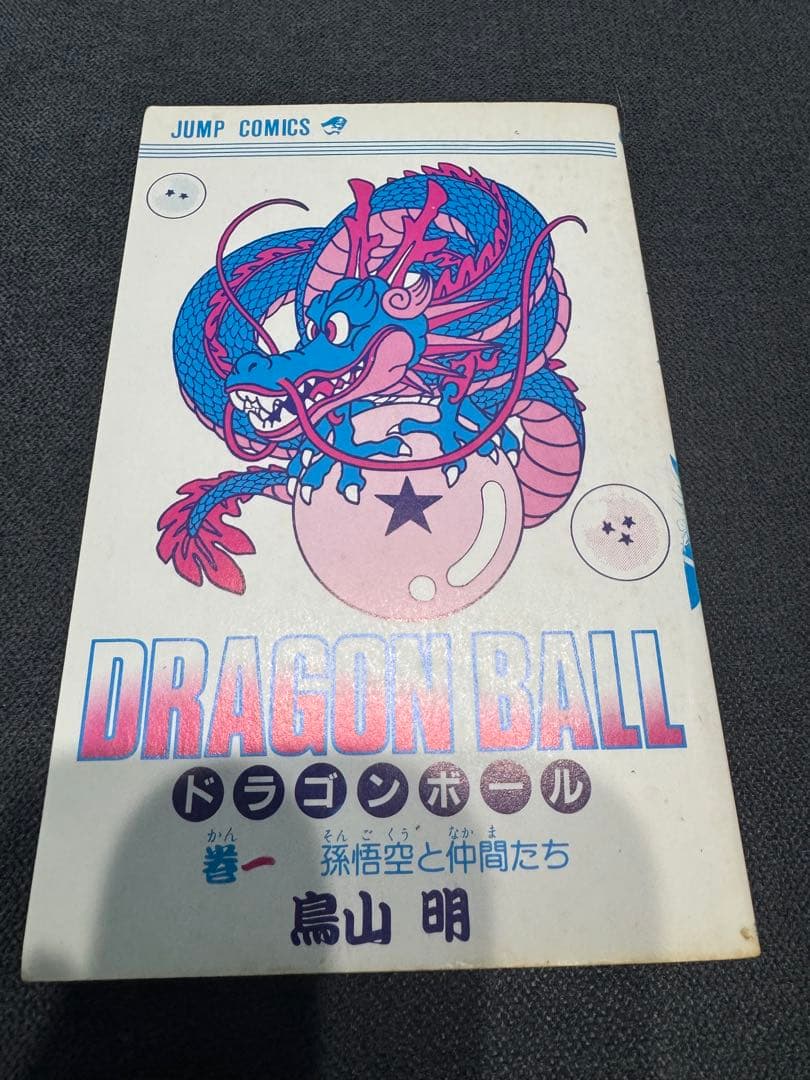 JUMP COMICS
DRAGON BALL
ドラゴンボール
かん そんごくう なかま
巻一 孫悟空と仲間たち
鳥山 明